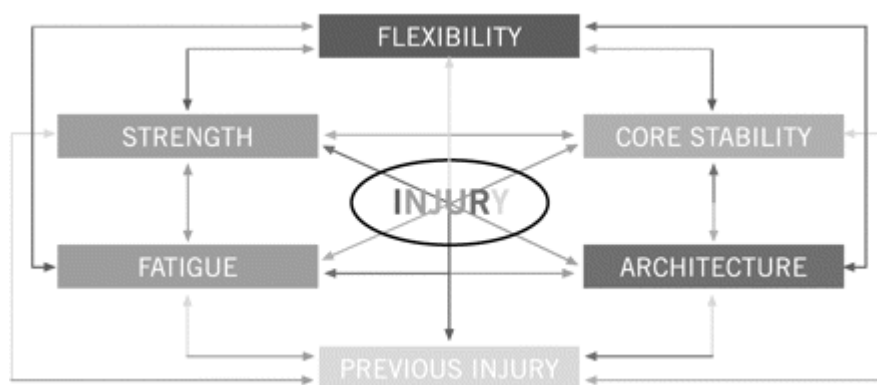 FLEXIBILITY
STRENGTH
CORE STABILITY
INJURY
FATIGUE
ARCHITECTURE
PREVIOUS INJURY